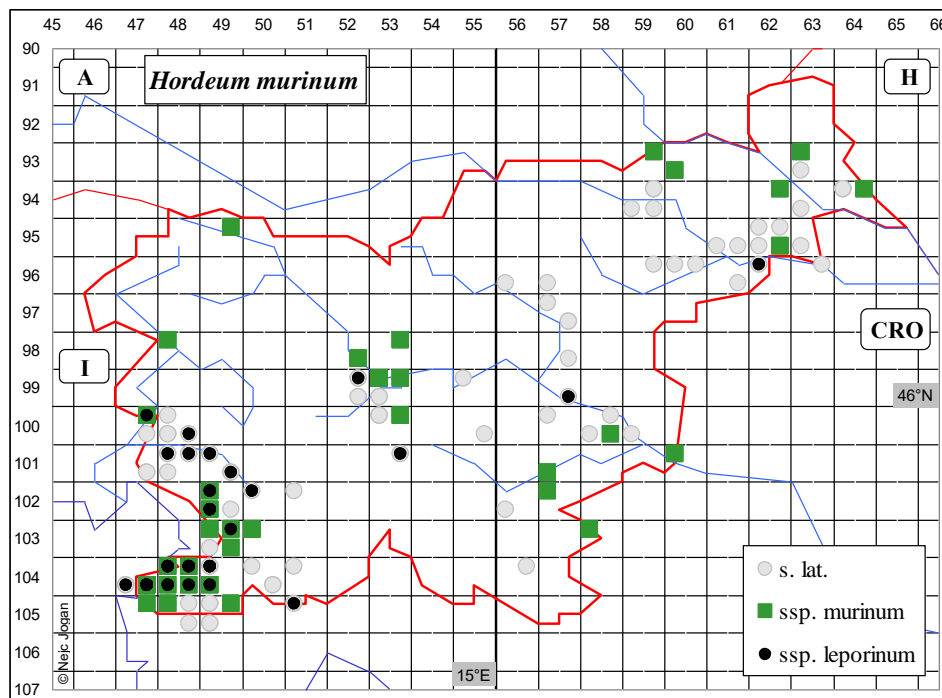 45 46 47 48 49 50 52 53 54 55 56 57 58 60 61 62 63 64 65 66
90
A Hordeum murinum H
91
92
93
94
95
96
97
CRO
98
I
99
46°N
100
101
102
103
104
s. lat.
105
ssp. murinum
106
ssp. leporinum
15°E
107
© Nejc Jogan